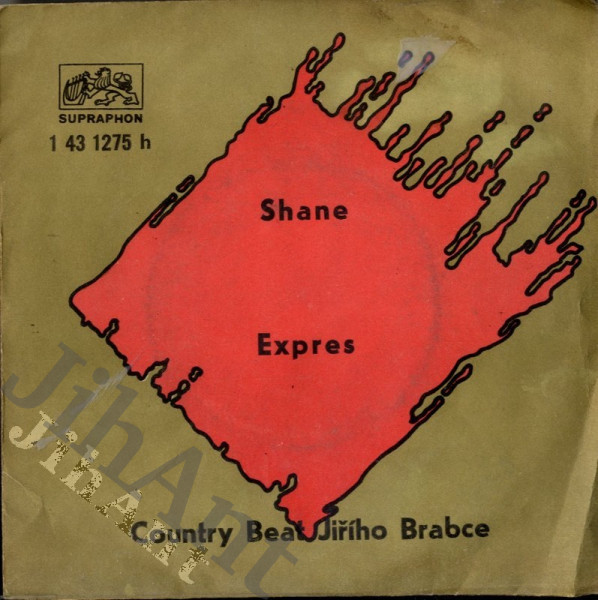 SUPRAPHON
1 43 1275 h
Shane
Expres
Country Beat Jiřího Brabce
JihAnt
JihAnt